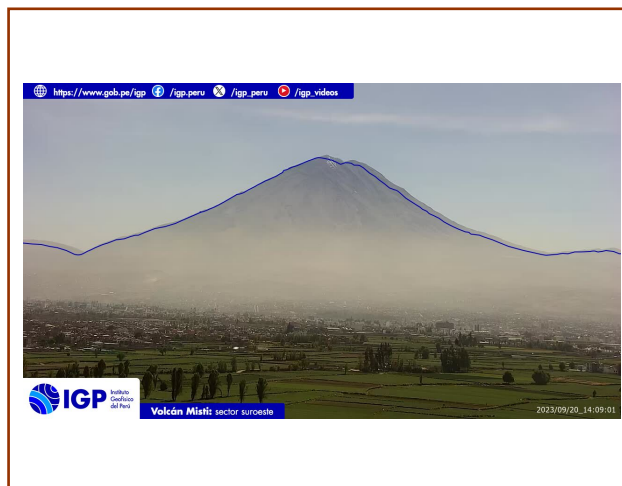 https://www.gob.pe/igp /igp.peru /igp_peru /igp_videos
IGP Instituto
Geofísico
del Perú
Volcán Misti: sector suroeste
2023/09/20_14:09:01